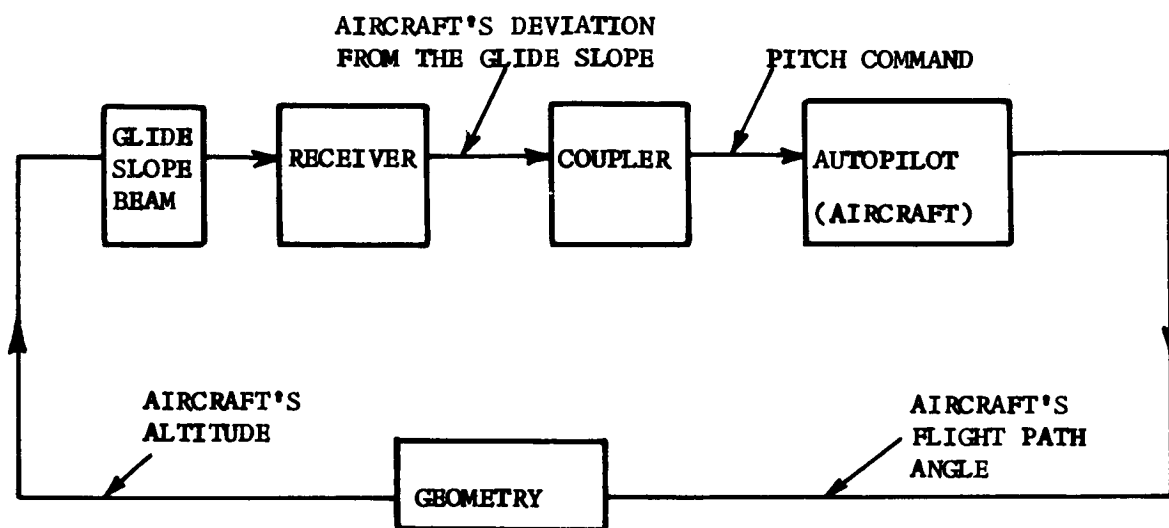 AIRCRAFT'S DEVIATION
FROM THE GLIDE SLOPE
PITCH COMMAND
GLIDE
SLOPE
BEAM
RECEIVER
COUPLER
AUTOPILOT
(AIRCRAFT)
AIRCRAFT'S
ALTITUDE
GEOMETRY
AIRCRAFT'S
FLIGHT PATH
ANGLE